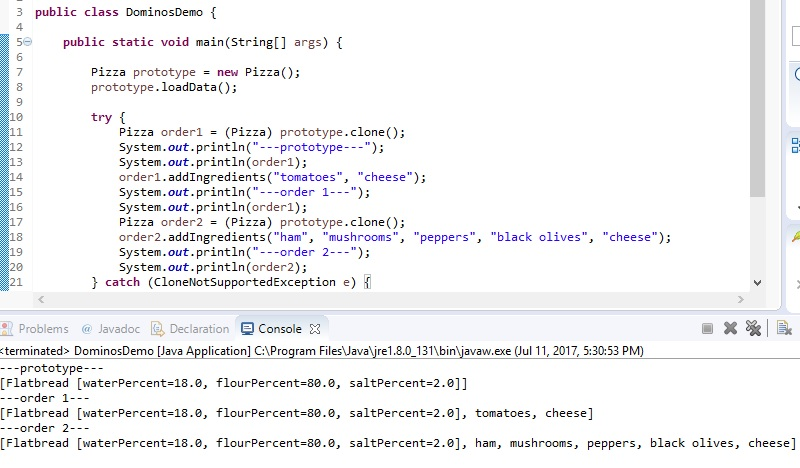 3 public class DominosDemo {
4
5 public static void main(String[] args) {
6
7 Pizza prototype = new Pizza();
8 prototype.loadData();
9
10 try {
11 Pizza order1 = (Pizza) prototype.clone();
12 System.out.println("---prototype---");
13 System.out.println(order1);
14 order1.addIngredients("tomatoes", "cheese");
15 System.out.println("---order 1---");
16 System.out.println(order1);
17 Pizza order2 = (Pizza) prototype.clone();
18 order2.addIngredients("ham", "mushrooms", "peppers", "black olives", "cheese");
19 System.out.println("---order 2---");
20 System.out.println(order2);
21 } catch (CloneNotSupportedException e) {
Problems @ Javadoc Declaration Console
<terminated> DominosDemo [Java Application] C:\Program Files\Java\jre1.8.0_131\bin\javaw.exe (Jul 11, 2017, 5:30:53 PM)
---prototype---
[Flatbread [waterPercent=18.0, flourPercent=80.0, saltPercent=2.0]]
---order 1---
[Flatbread [waterPercent=18.0, flourPercent=80.0, saltPercent=2.0], tomatoes, cheese]
---order 2---
[Flatbread [waterPercent=18.0, flourPercent=80.0, saltPercent=2.0], ham, mushrooms, peppers, black olives, cheese]